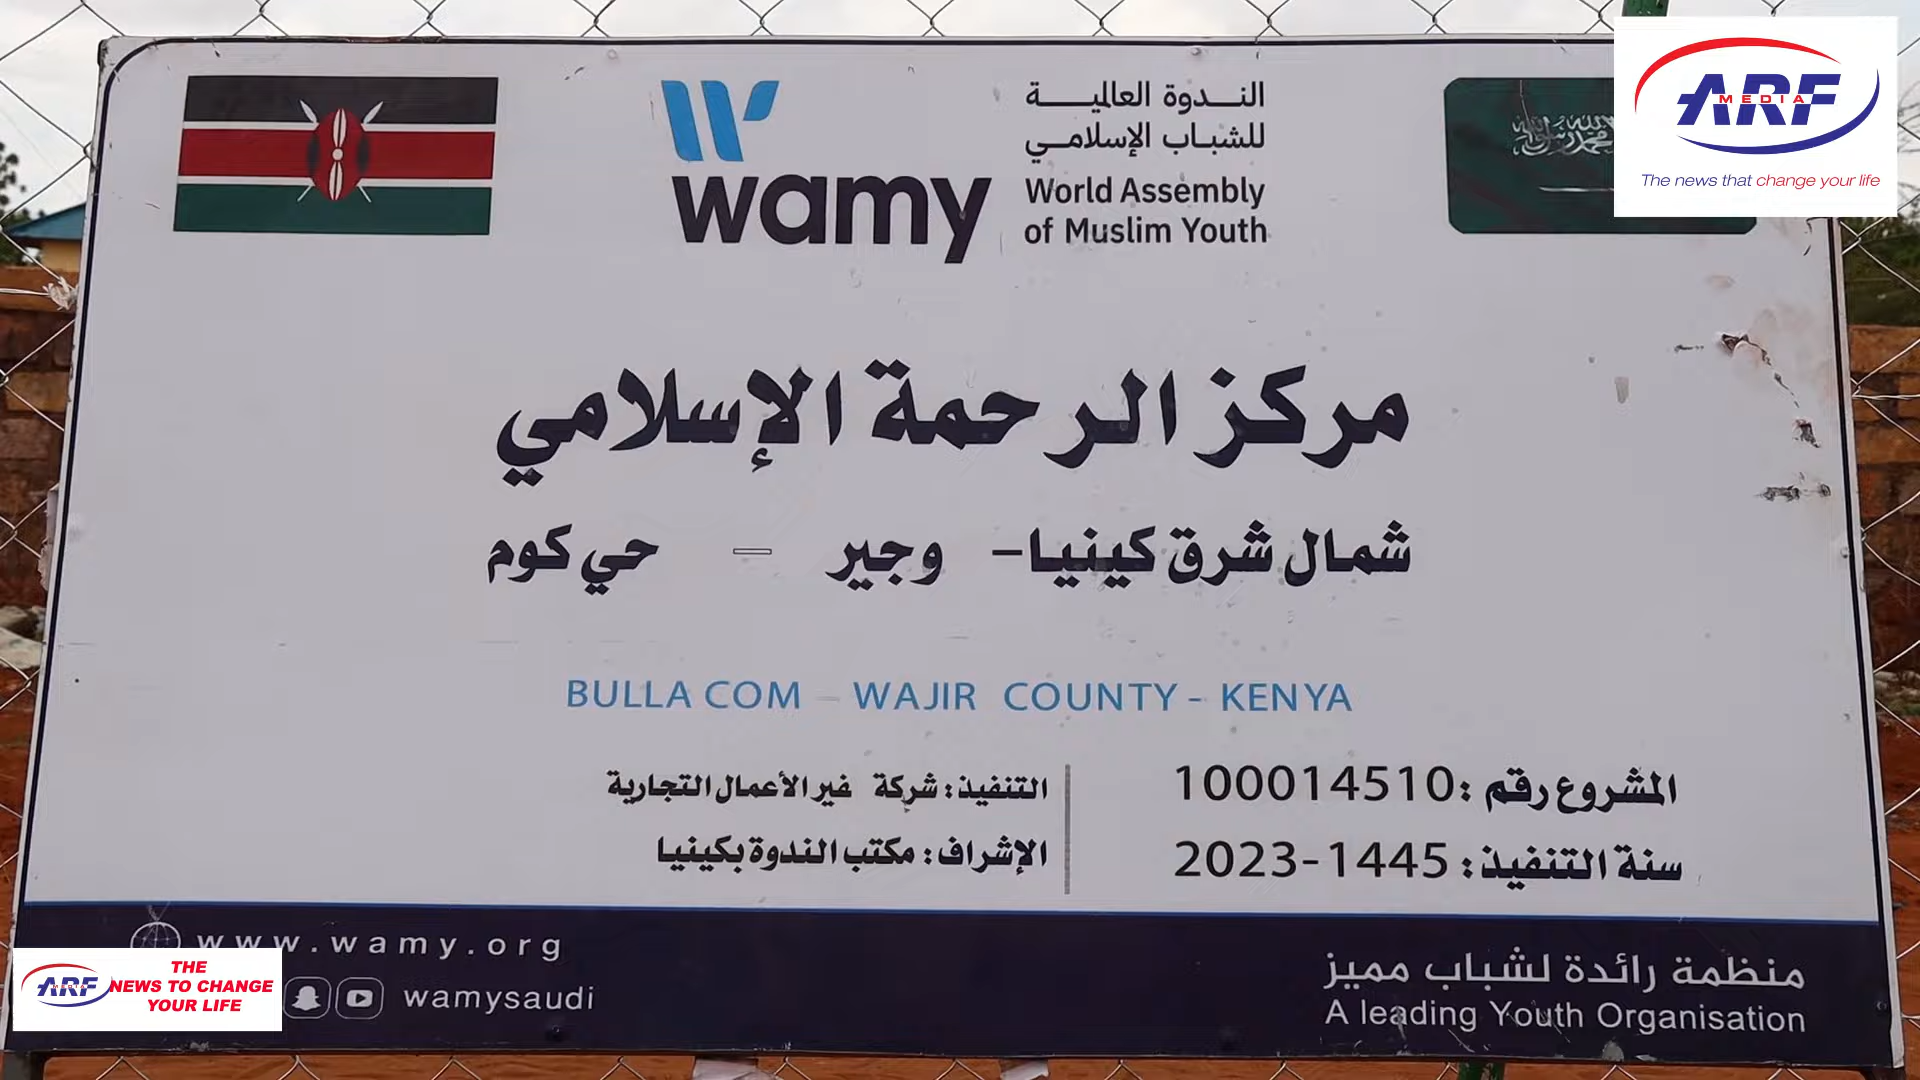 الندوة العالمية
للشباب الإسلامي
wamy
World Assembly
of Muslim Youth
ARF
MEDIA
The news that change your life
مركز الرحمة الإسلامي
شمال شرق كينيا- وجير – حي كوم
BULLA COM – WAJIR COUNTY - KENYA
المشروع رقم :100014510
سنة التنفيذ: 1445-2023
التنفيذ: شركة غير الأعمال التجارية
الإشراف: مكتب الندوة بكينيا
www.wamy.org
wamysaudi
منظمة رائدة لشباب مميز
A leading Youth Organisation
ARF
THE
NEWS TO CHANGE
YOUR LIFE